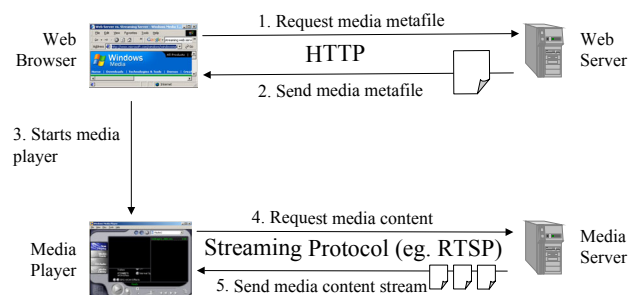 1. Request media metafile
Web
Browser
HTTP
Web
Server
Windows
Media
2. Send media metafile
3. Starts media
player
4. Request media content
Media
Player
Streaming Protocol (eg. RTSP)
Media
Server
5. Send media content stream